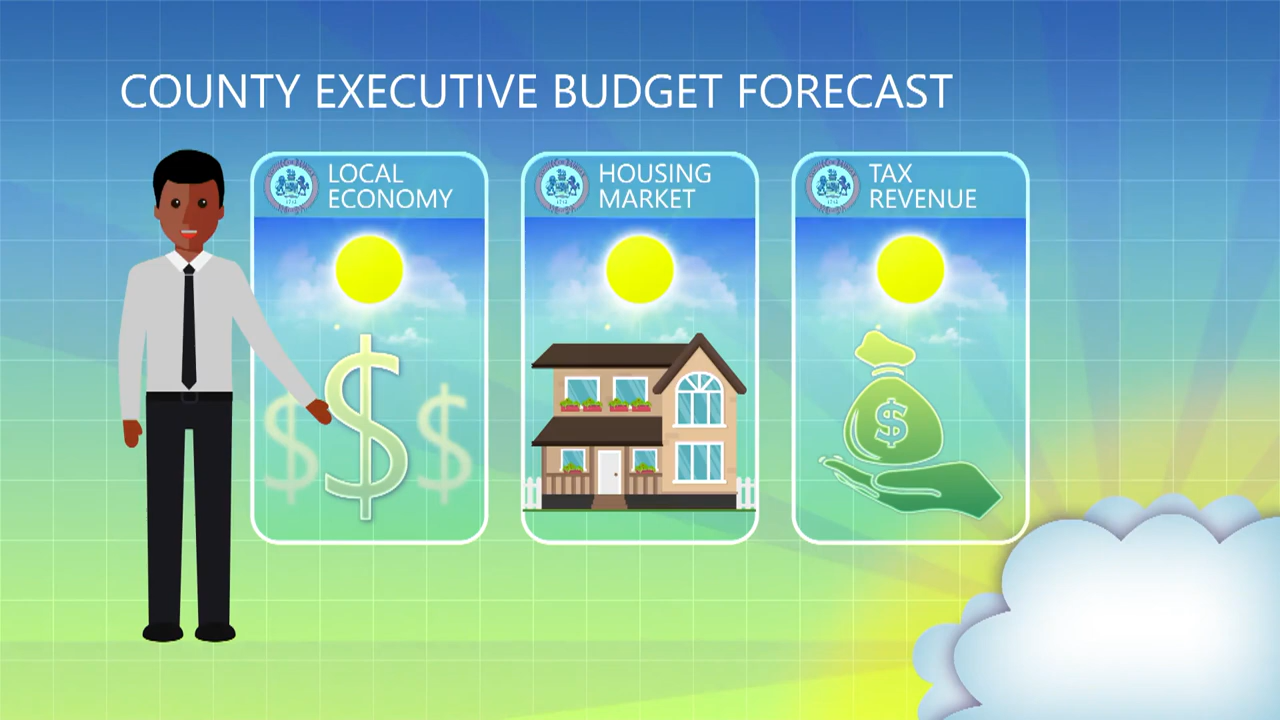 COUNTY EXECUTIVE BUDGET FORECAST
LOCAL
ECONOMY
HOUSING
MARKET
TAX
REVENUE
$
$
$
$